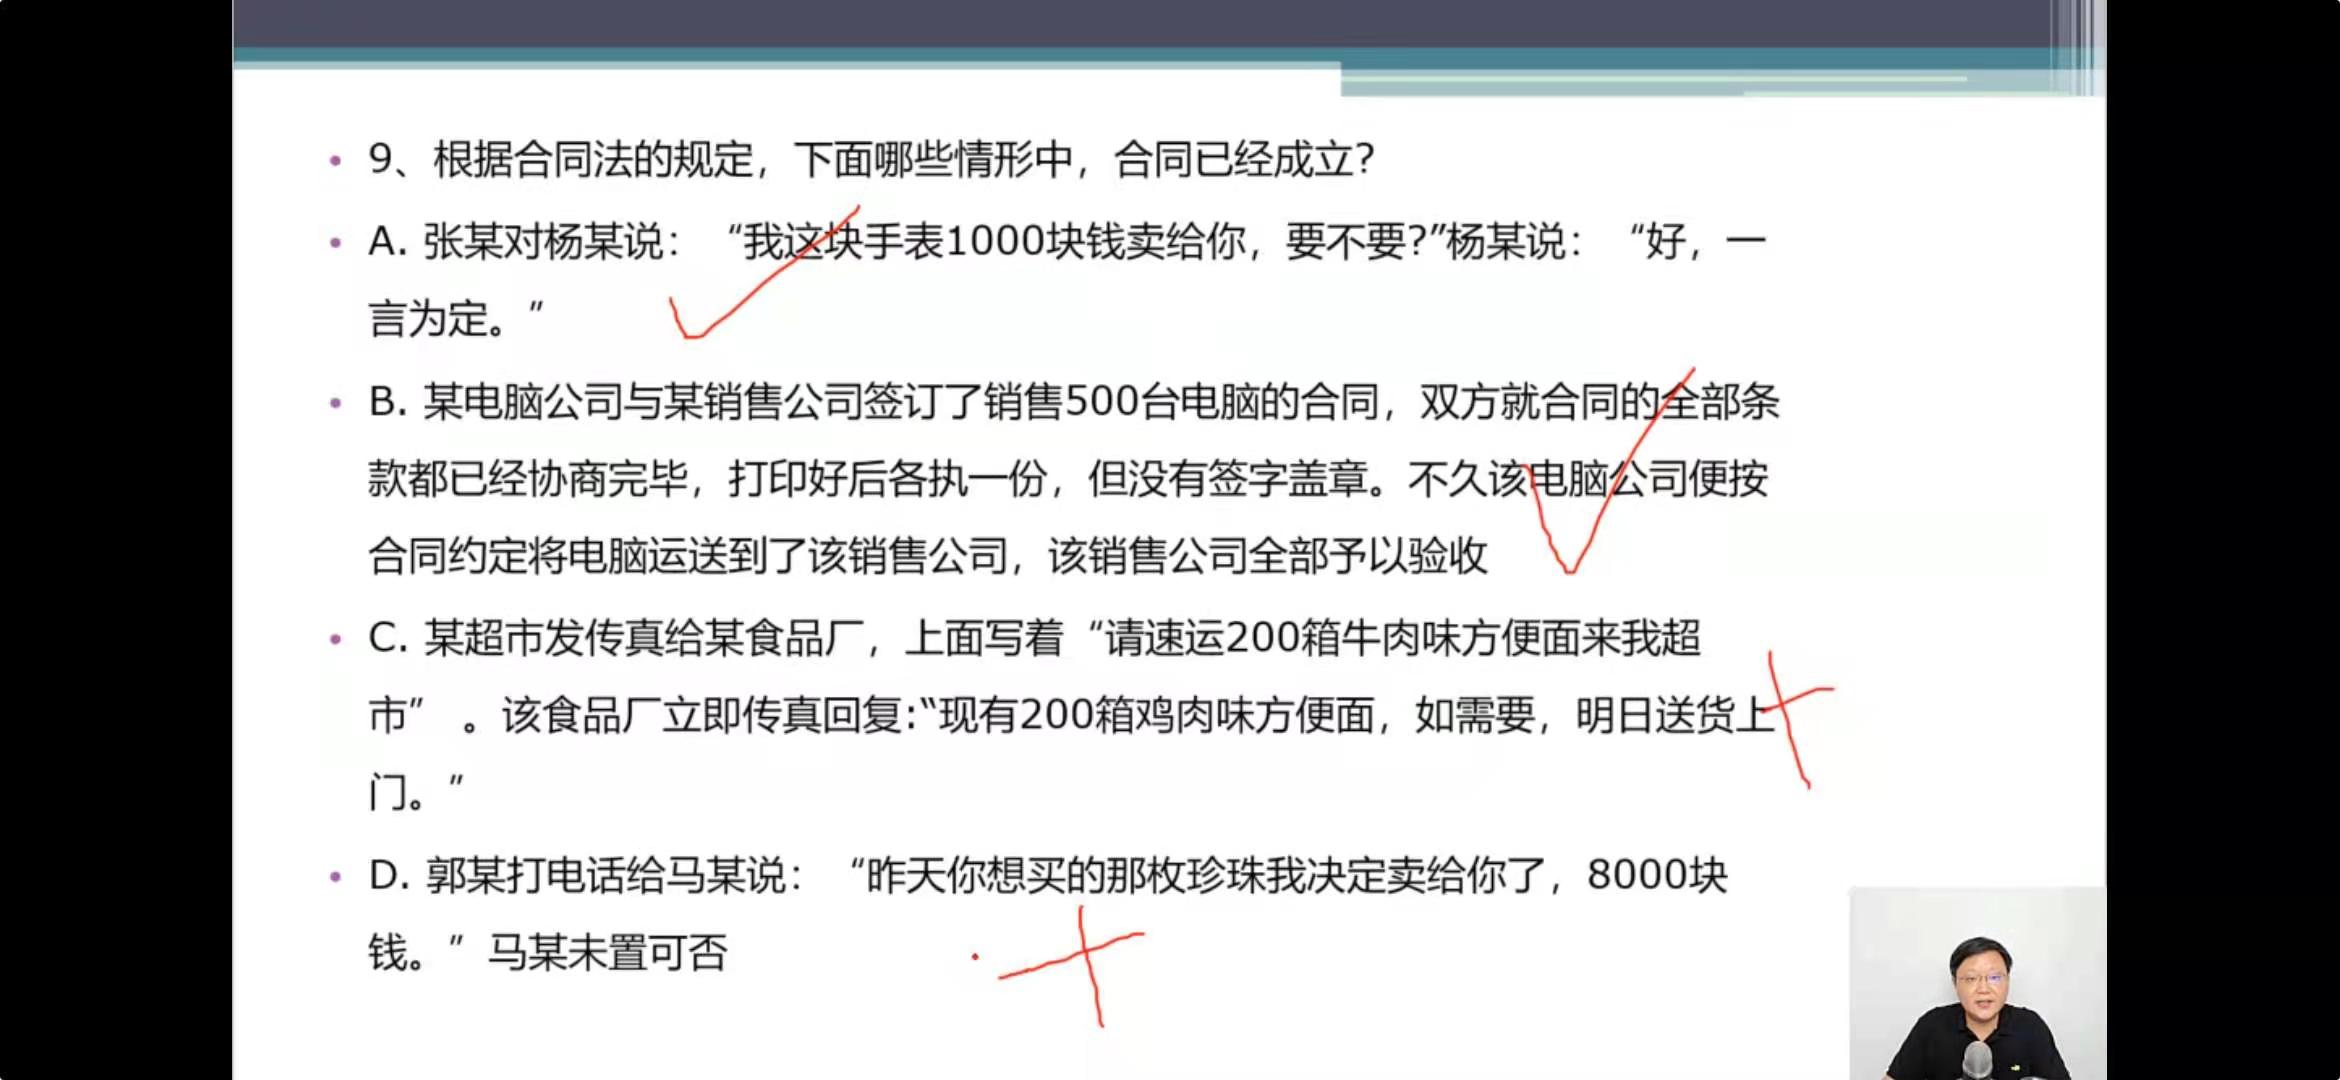 9、根据合同法的规定，下面哪些情形中，合同已经成立？
A. 张某对杨某说：“我这块手表1000块钱卖给你，要不要?”杨某说：“好，一
言为定。”
B. 某电脑公司与某销售公司签订了销售500台电脑的合同，双方就合同的全部条
款都已经协商完毕，打印好后各执一份，但没有签字盖章。不久该电脑公司便按
合同约定将电脑运送到了该销售公司，该销售公司全部予以验收
C. 某超市发传真给某食品厂，上面写着“请速运200箱牛肉味方便面来我超
市” 。该食品厂立即传真回复:“现有200箱鸡肉味方便面，如需要，明日送货上
门。”
D. 郭某打电话给马某说：“昨天你想买的那枚珍珠我决定卖给你了，8000块
钱。”马某未置可否